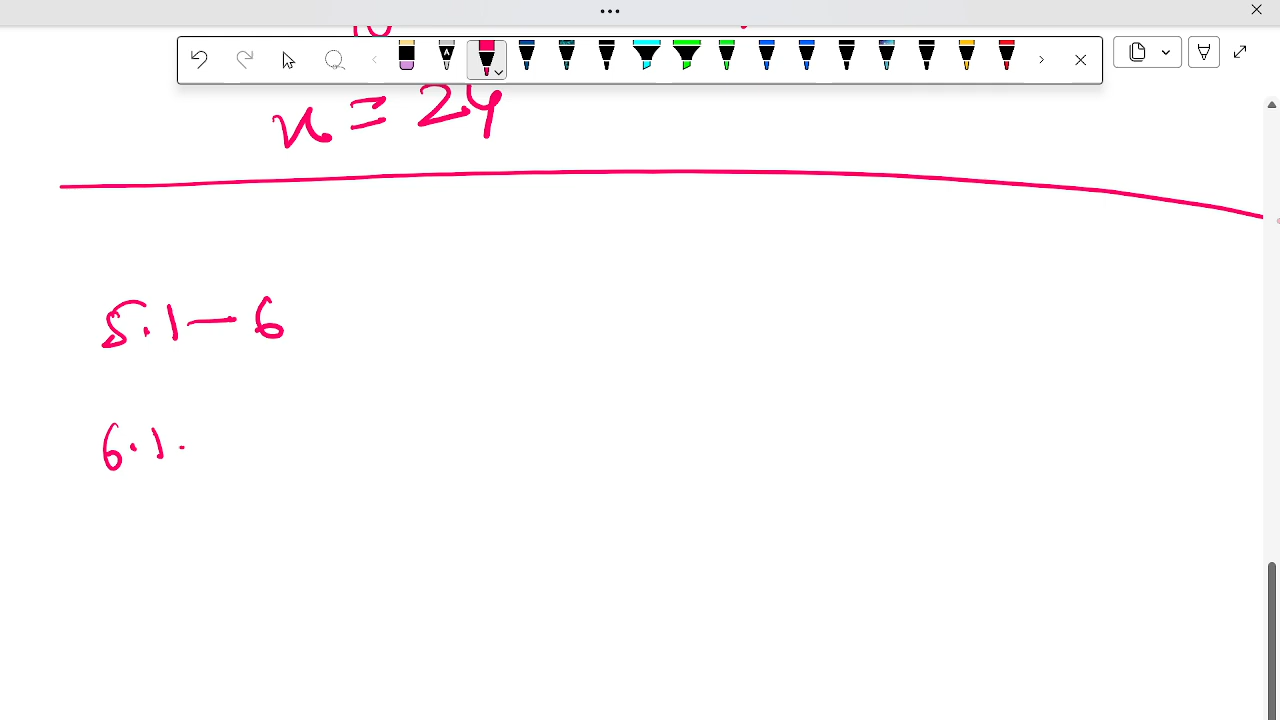 x = 24
5.1 — 6
6.1.